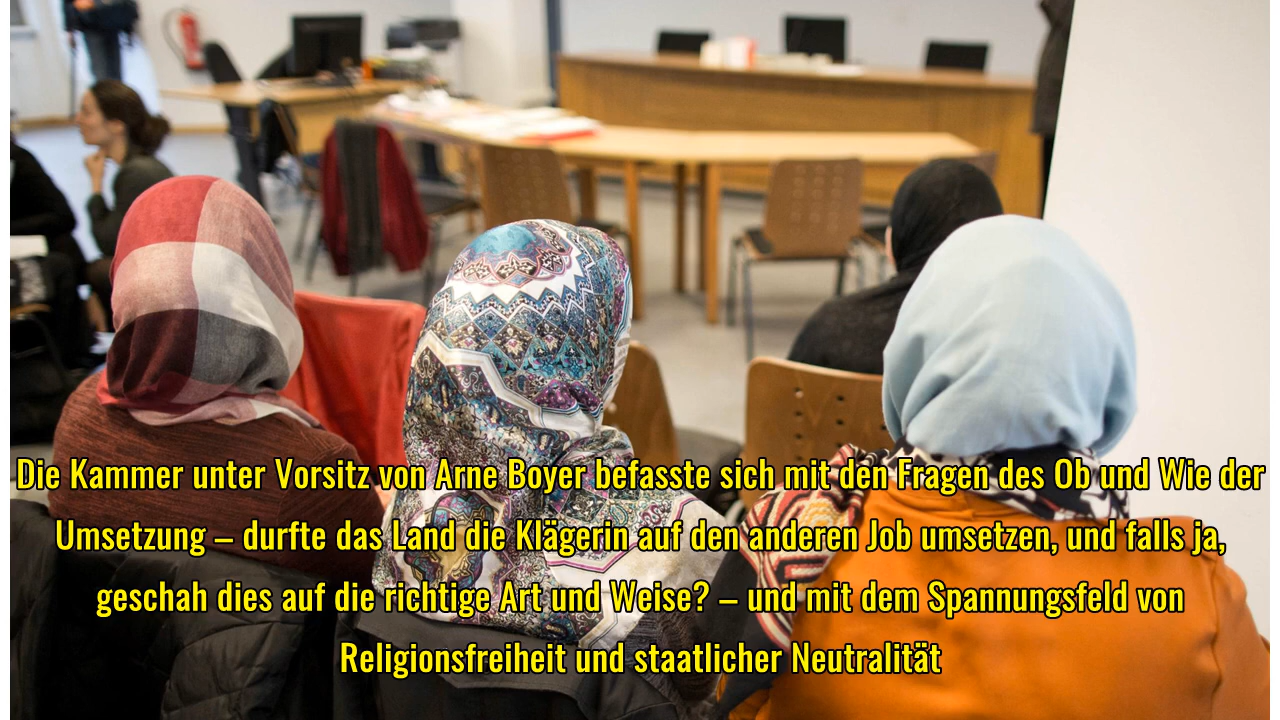 Die Kammer unter Vorsitz von Arne Boyer befasste sich mit den Fragen des Ob und Wie der
Umsetzung – durfte das Land die Klägerin auf den anderen Job umsetzen, und falls ja,
geschah dies auf die richtige Art und Weise? – und mit dem Spannungsfeld von
Religionsfreiheit und staatlicher Neutralität